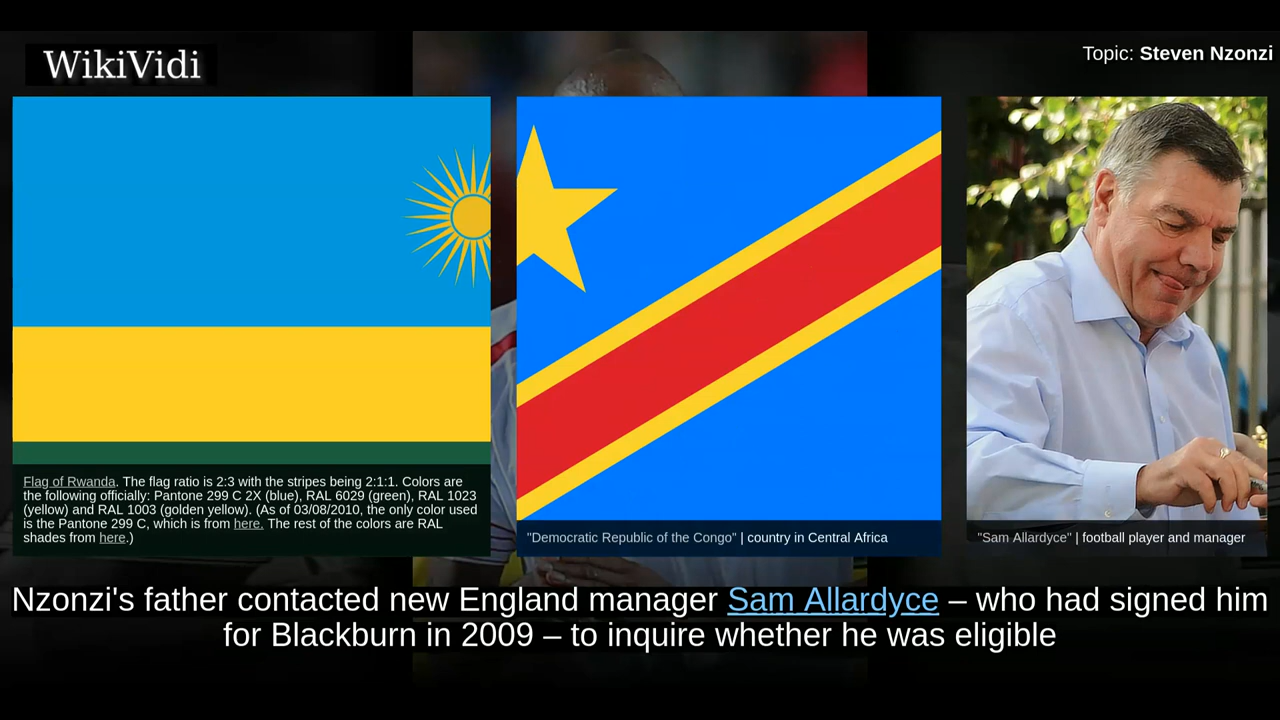 WikiVidi
Topic: Steven Nzonzi
Flag of Rwanda. The flag ratio is 2:3 with the stripes being 2:1:1. Colors are
the following officially: Pantone 299 C 2X (blue), RAL 6029 (green), RAL 1023
(yellow) and RAL 1003 (golden yellow). (As of 03/08/2010, the only color used
is the Pantone 299 C, which is from here. The rest of the colors are RAL
shades from here.)
"Democratic Republic of the Congo" | country in Central Africa
"Sam Allardyce" | football player and manager
Nzonzi's father contacted new England manager Sam Allardyce – who had signed him
for Blackburn in 2009 – to inquire whether he was eligible